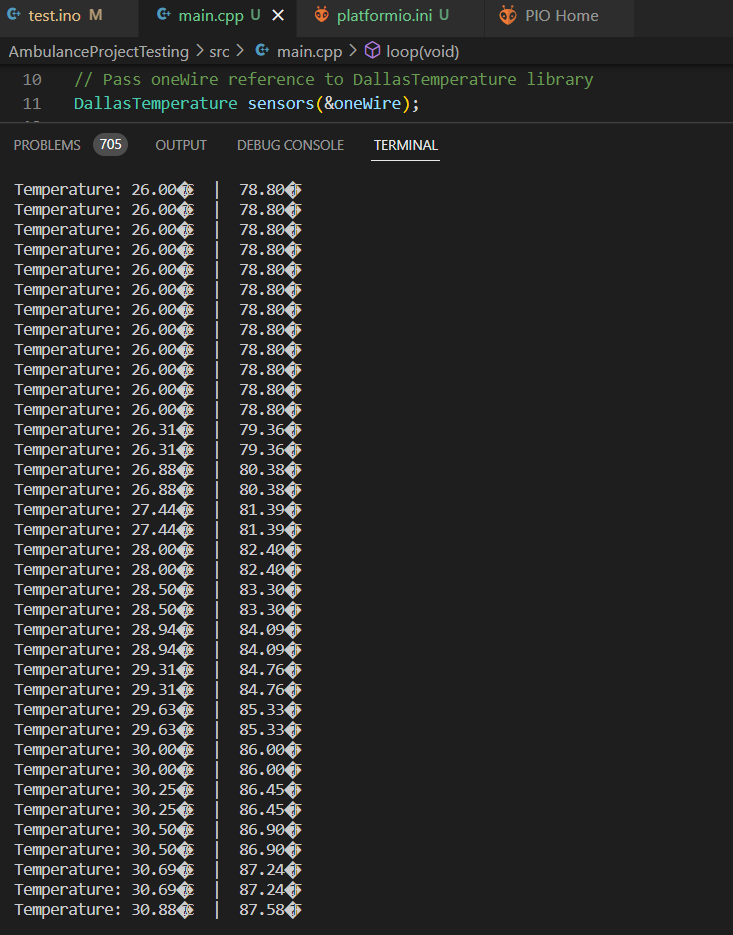 test.ino M main.cpp U platformio.ini U PIO Home
AmbulanceProjectTesting > src > main.cpp > loop(void)
10 // Pass oneWire reference to DallasTemperature library
11 DallasTemperature sensors(&oneWire);
PROBLEMS 705 OUTPUT DEBUG CONSOLE TERMINAL
Temperature: 26.00�C | 78.80�F
Temperature: 26.00�C | 78.80�F
Temperature: 26.00�C | 78.80�F
Temperature: 26.00�C | 78.80�F
Temperature: 26.00�C | 78.80�F
Temperature: 26.00�C | 78.80�F
Temperature: 26.00�C | 78.80�F
Temperature: 26.00�C | 78.80�F
Temperature: 26.00�C | 78.80�F
Temperature: 26.00�C | 78.80�F
Temperature: 26.00�C | 78.80�F
Temperature: 26.00�C | 78.80�F
Temperature: 26.31�C | 79.36�F
Temperature: 26.31�C | 79.36�F
Temperature: 26.88�C | 80.38�F
Temperature: 26.88�C | 80.38�F
Temperature: 27.44�C | 81.39�F
Temperature: 27.44�C | 81.39�F
Temperature: 28.00�C | 82.40�F
Temperature: 28.00�C | 82.40�F
Temperature: 28.50�C | 83.30�F
Temperature: 28.50�C | 83.30�F
Temperature: 28.94�C | 84.09�F
Temperature: 28.94�C | 84.09�F
Temperature: 29.31�C | 84.76�F
Temperature: 29.31�C | 84.76�F
Temperature: 29.63�C | 85.33�F
Temperature: 29.63�C | 85.33�F
Temperature: 30.00�C | 86.00�F
Temperature: 30.00�C | 86.00�F
Temperature: 30.25�C | 86.45�F
Temperature: 30.25�C | 86.45�F
Temperature: 30.50�C | 86.90�F
Temperature: 30.50�C | 86.90�F
Temperature: 30.69�C | 87.24�F
Temperature: 30.69�C | 87.24�F
Temperature: 30.88�C | 87.58�F